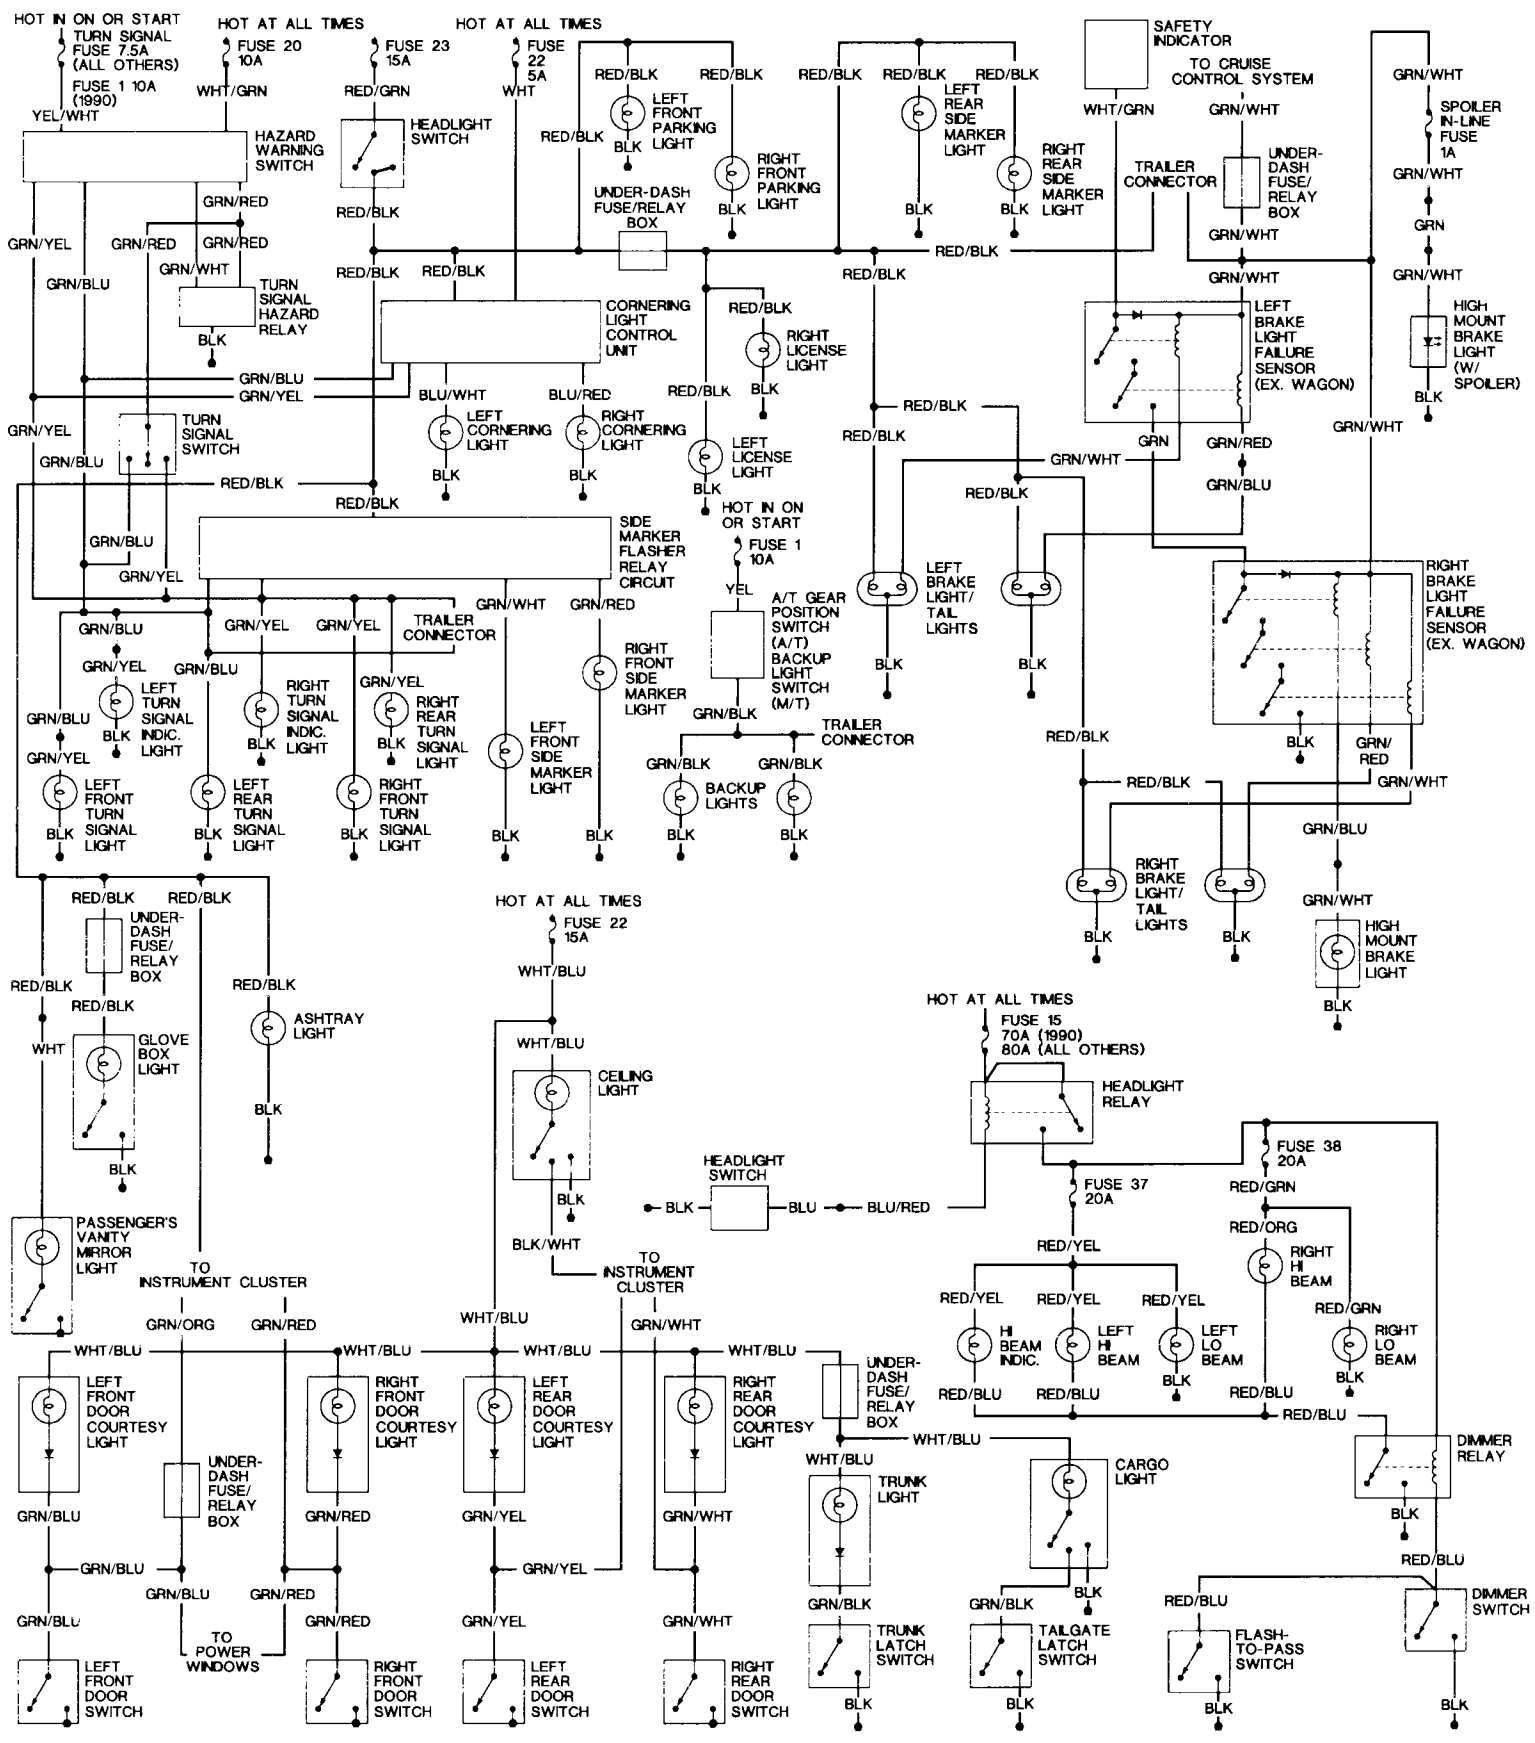 HOT IN ON OR START
TURN SIGNAL
FUSE 7.5A
(ALL OTHERS)
FUSE 1 10A
(1990)
YEL/WHT
HOT AT ALL TIMES
FUSE 20
10A
WHT/GRN
FUSE 23
15A
RED/GRN
HOT AT ALL TIMES
FUSE
22
5A
WHT
HAZARD
WARNING
SWITCH
HEADLIGHT
SWITCH
RED/BLK
RED/BLK
RED/BLK
LEFT
FRONT
PARKING
LIGHT
BLK
RIGHT
FRONT
PARKING
LIGHT
BLK
UNDER-DASH
FUSE/RELAY
BOX
RED/BLK
RED/BLK
RED/BLK
LEFT
REAR
SIDE
MARKER
LIGHT
BLK
RIGHT
REAR
SIDE
MARKER
LIGHT
BLK
SAFETY
INDICATOR
WHT/GRN
TO CRUISE
CONTROL SYSTEM
GRN/WHT
TRAILER
CONNECTOR
UNDER-
DASH
FUSE/
RELAY
BOX
GRN/WHT
GRN/WHT
GRN/WHT
SPOILER
IN-LINE
FUSE
1A
GRN/WHT
GRN
GRN/WHT
HIGH
MOUNT
BRAKE
LIGHT
(W/
SPOILER)
BLK
GRN/RED
GRN/YEL
GRN/RED
GRN/RED
GRN/WHT
GRN/BLU
TURN
SIGNAL
HAZARD
RELAY
BLK
RED/BLK
RED/BLK
RED/BLK
RED/BLK
RED/BLK
CORNERING
LIGHT
CONTROL
UNIT
RED/BLK
RIGHT
LICENSE
LIGHT
BLK
LEFT
BRAKE
LIGHT
FAILURE
SENSOR
(EX. WAGON)
GRN/BLU
GRN/YEL
BLU/WHT
LEFT
CORNERING
LIGHT
BLK
BLU/RED
RIGHT
CORNERING
LIGHT
BLK
RED/BLK
LEFT
LICENSE
LIGHT
BLK
RED/BLK
RED/BLK
GRN
GRN/RED
GRN/WHT
GRN/WHT
RED/BLK
GRN/BLU
GRN/YEL
TURN
SIGNAL
SWITCH
GRN/BLU
RED/BLK
RED/BLK
GRN/BLU
GRN/YEL
SIDE
MARKER
FLASHER
RELAY
CIRCUIT
HOT IN ON
OR START
FUSE 1
10A
YEL
A/T GEAR
POSITION
SWITCH
(A/T)
BACKUP
LIGHT
SWITCH
(M/T)
GRN/BLK
TRAILER
CONNECTOR
GRN/BLK
GRN/BLK
BACKUP
LIGHTS
BLK
BLK
LEFT
BRAKE
LIGHT/
TAIL
LIGHTS
BLK
BLK
RIGHT
BRAKE
LIGHT
FAILURE
SENSOR
(EX. WAGON)
BLK
GRN/
RED
GRN/WHT
RED/BLK
RED/BLK
GRN/BLU
GRN/WHT
HIGH
MOUNT
BRAKE
LIGHT
BLK
RIGHT
BRAKE
LIGHT/
TAIL
LIGHTS
BLK
BLK
GRN/BLU
GRN/YEL
GRN/YEL
TRAILER
CONNECTOR
GRN/WHT
GRN/RED
GRN/YEL
LEFT
TURN
SIGNAL
INDIC.
LIGHT
BLK
GRN/BLU
RIGHT
TURN
SIGNAL
INDIC.
LIGHT
BLK
GRN/YEL
RIGHT
REAR
TURN
SIGNAL
LIGHT
BLK
RIGHT
FRONT
SIDE
MARKER
LIGHT
BLK
LEFT
FRONT
SIDE
MARKER
LIGHT
BLK
GRN/BLU
GRN/YEL
LEFT
FRONT
TURN
SIGNAL
LIGHT
BLK
LEFT
REAR
TURN
SIGNAL
LIGHT
BLK
RIGHT
FRONT
TURN
SIGNAL
LIGHT
BLK
RED/BLK
RED/BLK
UNDER-
DASH
FUSE/
RELAY
BOX
RED/BLK
RED/BLK
RED/BLK
WHT
GLOVE
BOX
LIGHT
BLK
ASHTRAY
LIGHT
BLK
PASSENGER'S
VANITY
MIRROR
LIGHT
TO
INSTRUMENT CLUSTER
HOT AT ALL TIMES
FUSE 22
15A
WHT/BLU
WHT/BLU
CEILING
LIGHT
BLK
BLK/WHT
TO
INSTRUMENT
CLUSTER
HOT AT ALL TIMES
FUSE 15
70A (1990)
80A (ALL OTHERS)
HEADLIGHT
RELAY
HEADLIGHT
SWITCH
BLK
BLU
BLU/RED
FUSE 37
20A
FUSE 38
20A
RED/GRN
RED/ORG
RED/YEL
RIGHT
HI
BEAM
RED/YEL
RED/YEL
RED/YEL
RED/GRN
HI
BEAM
INDIC.
LEFT
HI
BEAM
LEFT
LO
BEAM
RIGHT
LO
BEAM
BLK
BLK
RED/BLU
RED/BLU
RED/BLU
RED/BLU
DIMMER
RELAY
BLK
RED/BLU
DIMMER
SWITCH
BLK
RED/BLU
FLASH-
TO-PASS
SWITCH
BLK
GRN/ORG
GRN/RED
WHT/BLU
GRN/WHT
WHT/BLU
WHT/BLU
WHT/BLU
WHT/BLU
LEFT
FRONT
DOOR
COURTESY
LIGHT
RIGHT
FRONT
DOOR
COURTESY
LIGHT
LEFT
REAR
DOOR
COURTESY
LIGHT
RIGHT
REAR
DOOR
COURTESY
LIGHT
UNDER-
DASH
FUSE/
RELAY
BOX
UNDER-
DASH
FUSE/
RELAY
BOX
WHT/BLU
WHT/BLU
TRUNK
LIGHT
CARGO
LIGHT
BLK
GRN/BLU
GRN/RED
GRN/YEL
GRN/WHT
GRN/BLU
GRN/BLU
GRN/RED
GRN/YEL
GRN/BLU
GRN/RED
GRN/YEL
GRN/WHT
GRN/BLK
GRN/BLK
TO
POWER
WINDOWS
LEFT
FRONT
DOOR
SWITCH
RIGHT
FRONT
DOOR
SWITCH
LEFT
REAR
DOOR
SWITCH
RIGHT
REAR
DOOR
SWITCH
TRUNK
LATCH
SWITCH
BLK
TAILGATE
LATCH
SWITCH
BLK